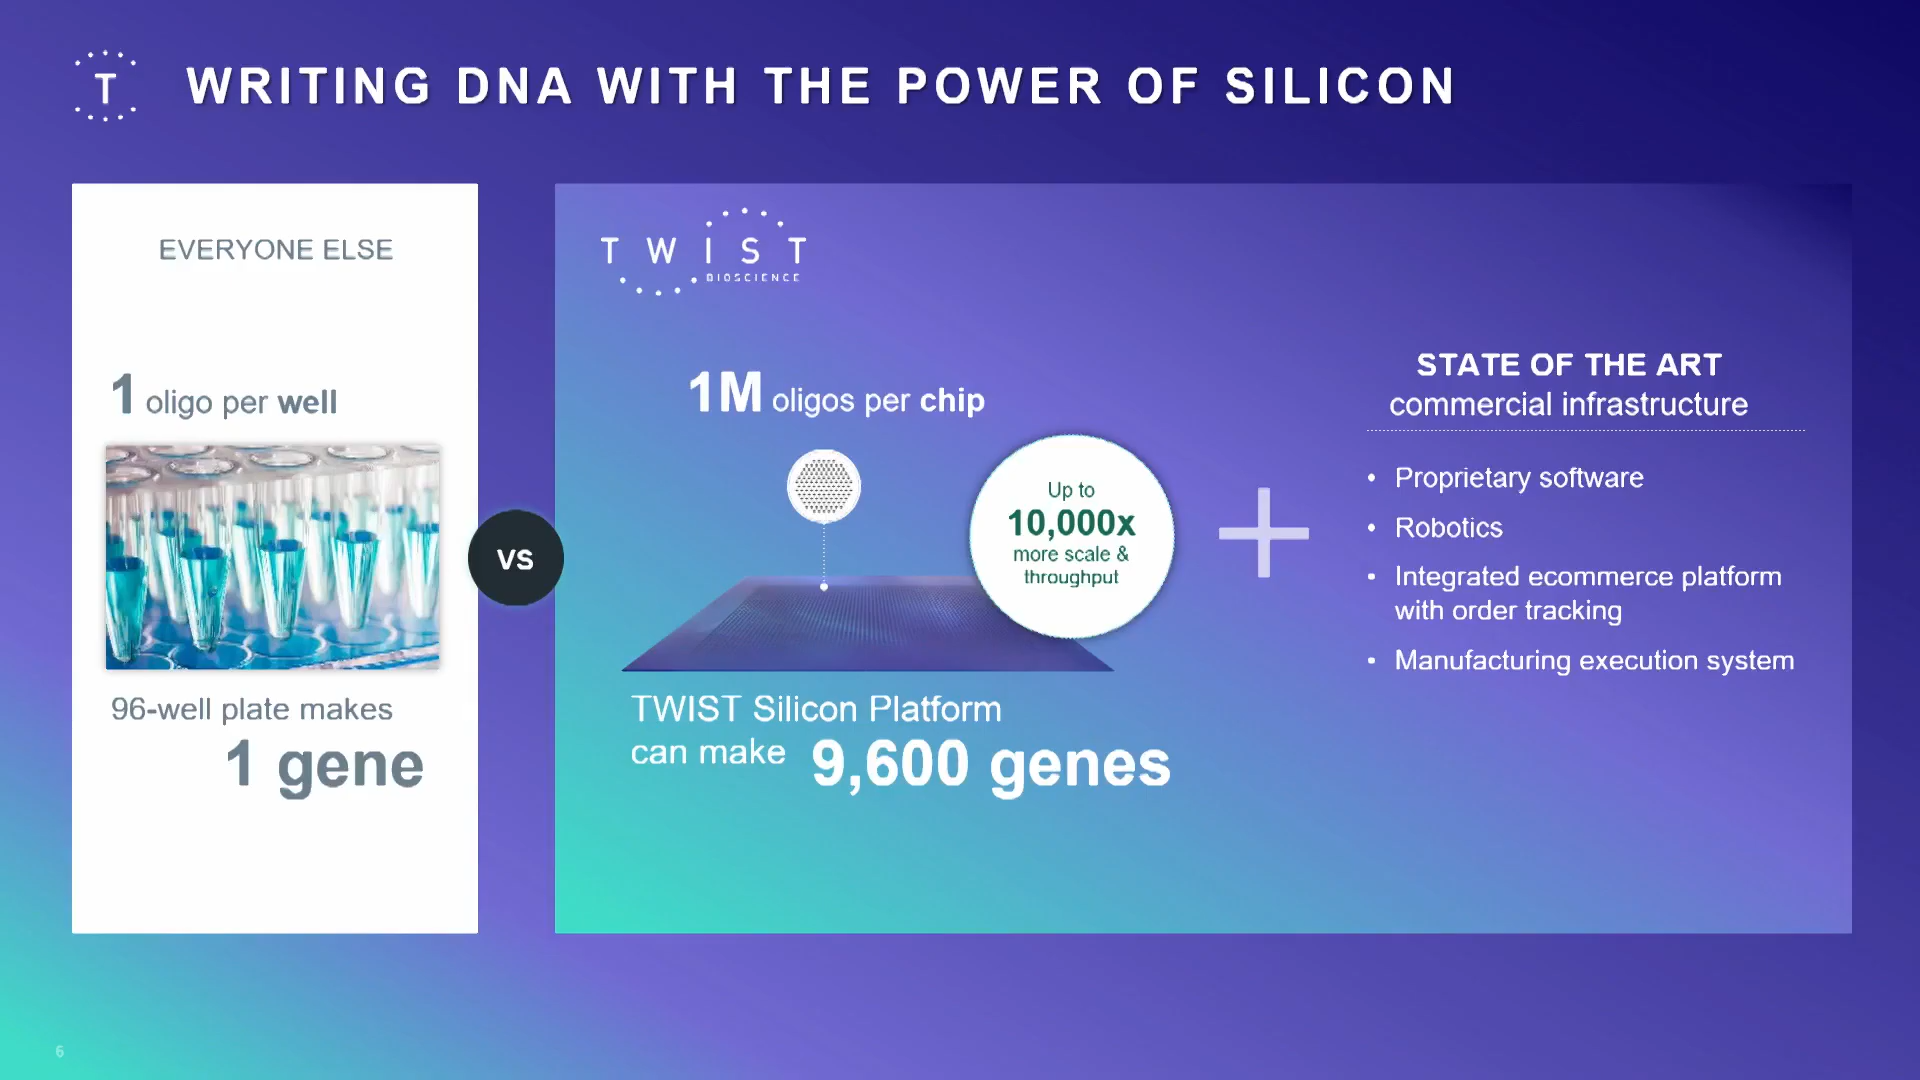 T
WRITING DNA WITH THE POWER OF SILICON
EVERYONE ELSE
1 oligo per well
96-well plate makes
1 gene
VS
TWIST
BIOSCIENCE
1M oligos per chip
Up to
10,000x
more scale &
throughput
TWIST Silicon Platform
can make 9,600 genes
STATE OF THE ART
commercial infrastructure
• Proprietary software
• Robotics
• Integrated ecommerce platform
with order tracking
• Manufacturing execution system
6